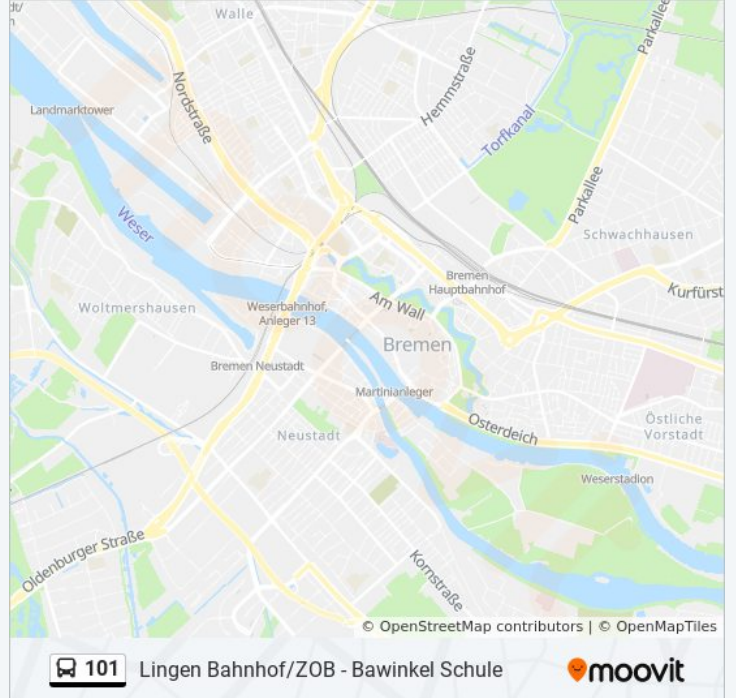 dt/
Walle
Parkallee
Nordstraße
Hemmstraße
Landmarktower
Torfkanal
Parkallee
Weser
Schwachhausen
Bremen
Hauptbahnhof
Kurfürst
Woltmershausen
Weserbahnhof,
Anleger 13
Am Wall
Bremen
Bremen Neustadt
Martinianleger
Neustadt
Osterdeich
Östliche
Vorstadt
Weserstadion
Oldenburger Straße
Kornstraße
© OpenStreetMap contributors | © OpenMapTiles
101 Lingen Bahnhof/ZOB - Bawinkel Schule
moovit